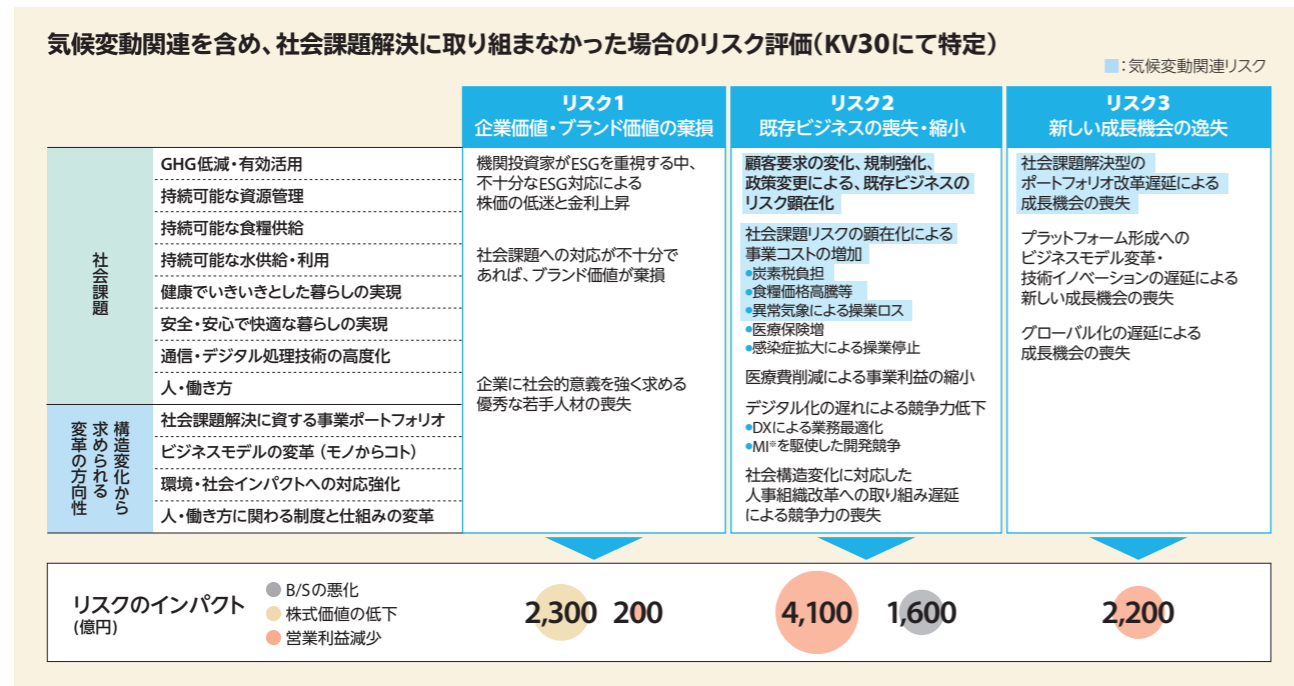 気候変動関連を含め、社会課題解決に取り組まなかった場合のリスク評価（KV30にて特定）
：気候変動関連リスク
リスク1
企業価値・ブランド価値の棄損
リスク2
既存ビジネスの喪失・縮小
リスク3
新しい成長機会の逸失
社会課題
GHG低減・有効活用
持続可能な資源管理
持続可能な食糧供給
持続可能な水供給・利用
健康でいきいきとした暮らしの実現
安全・安心で快適な暮らしの実現
通信・デジタル処理技術の高度化
人・働き方
構造変化から
求められる
変革の方向性
社会課題解決に資する事業ポートフォリオ
ビジネスモデルの変革（モノからコト）
環境・社会インパクトへの対応強化
人・働き方に関わる制度と仕組みの変革
機関投資家がESGを重視する中、
不十分なESG対応による
株価の低迷と金利上昇
社会課題への対応が不十分で
あれば、ブランド価値が棄損
企業に社会的意義を強く求める
優秀な若手人材の喪失
顧客要求の変化、規制強化、
政策変更による、既存ビジネスの
リスク顕在化
社会課題リスクの顕在化による
事業コストの増加
●炭素税負担
●食糧価格高騰等
●異常気象による操業ロス
●医療保険増
●感染症拡大による操業停止
医療費削減による事業利益の縮小
デジタル化の遅れによる競争力低下
●DXによる業務最適化
●MI※を駆使した開発競争
社会構造変化に対応した
人事組織改革への取り組み遅延
による競争力の喪失
社会課題解決型の
ポートフォリオ改革遅延による
成長機会の喪失
プラットフォーム形成への
ビジネスモデル変革・
技術イノベーションの遅延による
新しい成長機会の喪失
グローバル化の遅延による
成長機会の喪失
リスクのインパクト
（億円）
B/Sの悪化
株式価値の低下
営業利益減少
2,300 200
4,100 1,600
2,200